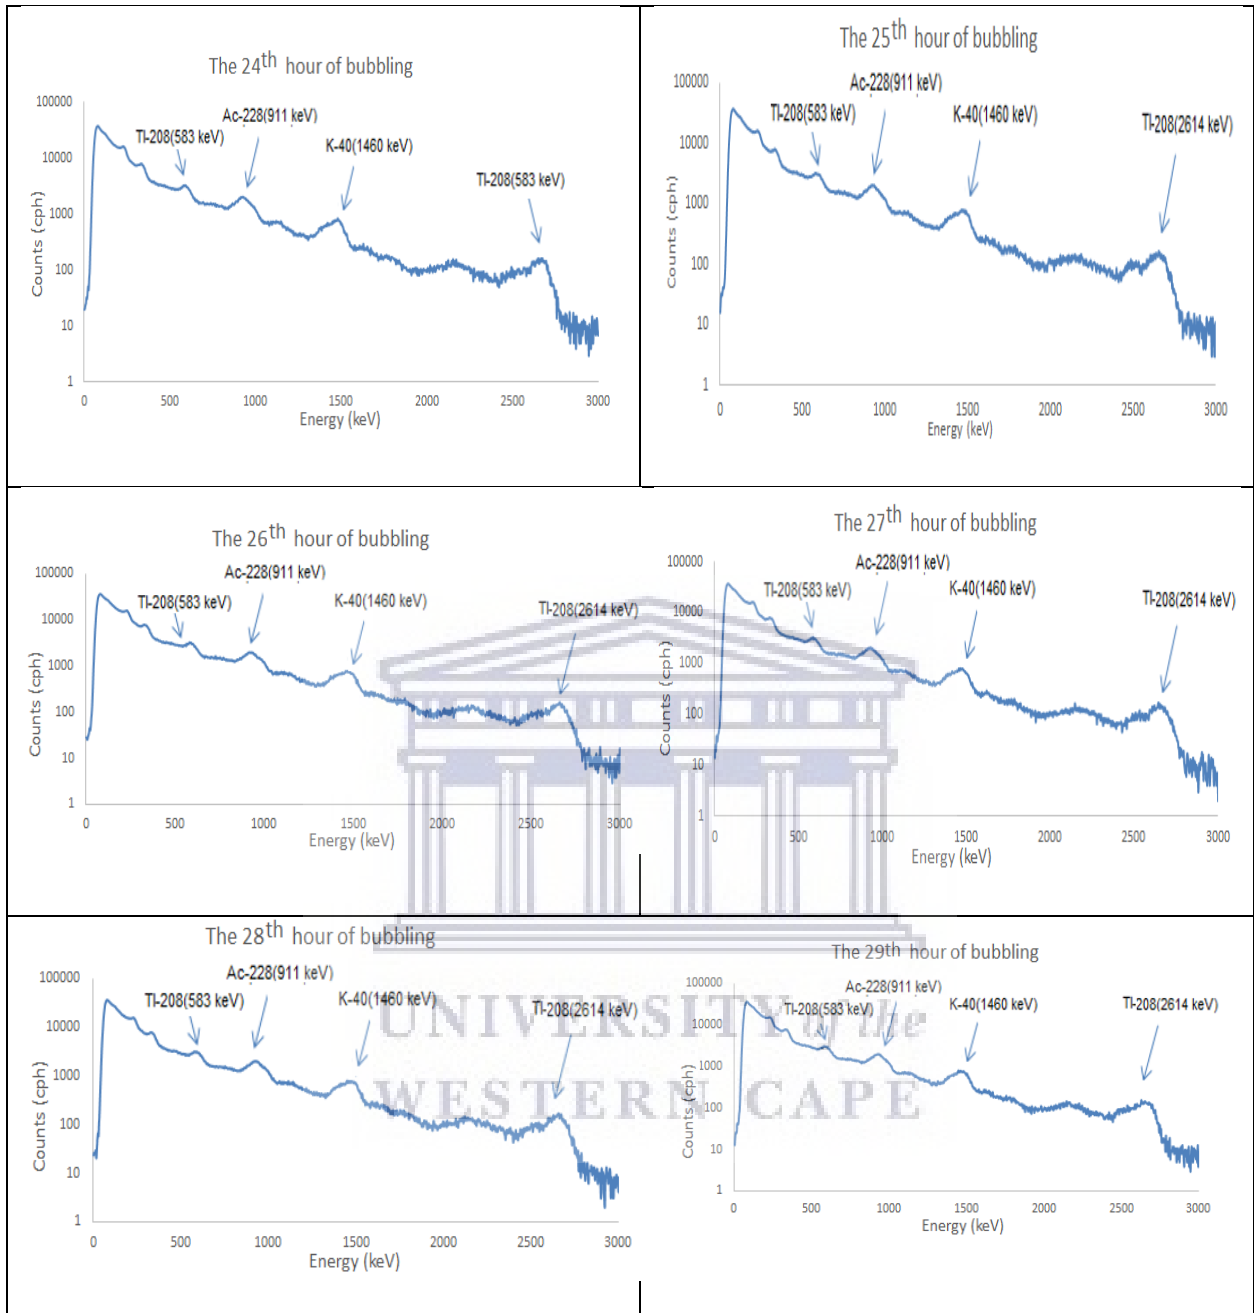 The 24th hour of bubbling
Ac-228(911 keV)
Tl-208(583 keV)
K-40(1460 keV)
Tl-208(583 keV)
100000
10000
1000
100
10
1
Counts (cph)
0 500 1000 1500 2000 2500 3000
Energy (keV)
The 25th hour of bubbling
Ac-228(911 keV)
Tl-208(583 keV)
K-40(1460 keV)
Tl-208(2614 keV)
100000
10000
1000
100
10
1
Counts (cph)
0 500 1000 1500 2000 2500 3000
Energy (keV)
The 26th hour of bubbling
Ac-228(911 keV)
Tl-208(583 keV)
K-40(1460 keV)
Tl-208(2614 keV)
100000
10000
1000
100
10
1
Counts (cph)
0 500 1000 1500 2000 2500 3000
Energy (keV)
The 27th hour of bubbling
Ac-228(911 keV)
Tl-208(583 keV)
K-40(1460 keV)
Tl-208(2614 keV)
100000
10000
1000
100
10
1
Counts (cph)
0 500 1000 1500 2000 2500 3000
Energy (keV)
The 28th hour of bubbling
Ac-228(911 keV)
Tl-208(583 keV)
K-40(1460 keV)
Tl-208(2614 keV)
100000
10000
1000
100
10
1
Counts (cph)
0 500 1000 1500 2000 2500 3000
Energy (keV)
The 29th hour of bubbling
Ac-228(911 keV)
Tl-208(583 keV)
K-40(1460 keV)
Tl-208(2614 keV)
100000
10000
1000
100
10
1
Counts (cph)
0 500 1000 1500 2000 2500 3000
Energy (keV)
UNIVERSITY of the
WESTERN CAPE